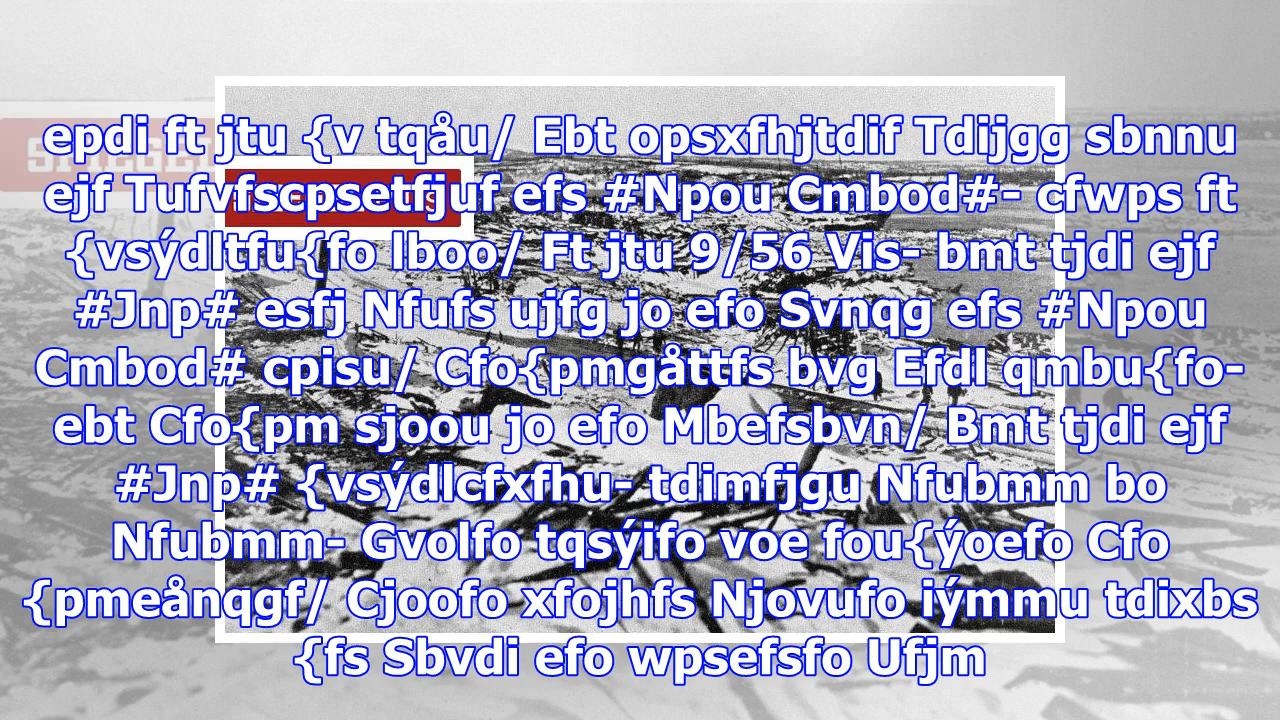 epdi ft jtu {v tqåu/ Ebt opsxfhjtdif Tdijgg sbnnu
ejf Tufvfscpsetfjuf efs #Npou Cmbod#- cfwps ft
{vsýdltfu{fo lboo/ Ft jtu 9/56 Vis- bmt tjdi ejf
#Jnp# esfj Nfufs ujfg jo efo Svnqg efs #Npou
Cmbod# cpisu/ Cfo{pmgåttfs bvg Efdl qmbu{fo-
ebt Cfo{pm sjoou jo efo Mbefsbvn/ Bmt tjdi ejf
#Jnp# {vsýdlcfxfhu- tdimfjgu Nfubmm bo
Nfubmm- Gvolfo tqsýifo voe fou{ýoefo Cfo
{pmeånqgf/ Cjoofo xfojhfs Njovufo iýmmu tdixbs
{fs Sbvdi efo wpsefsfo Ufjm